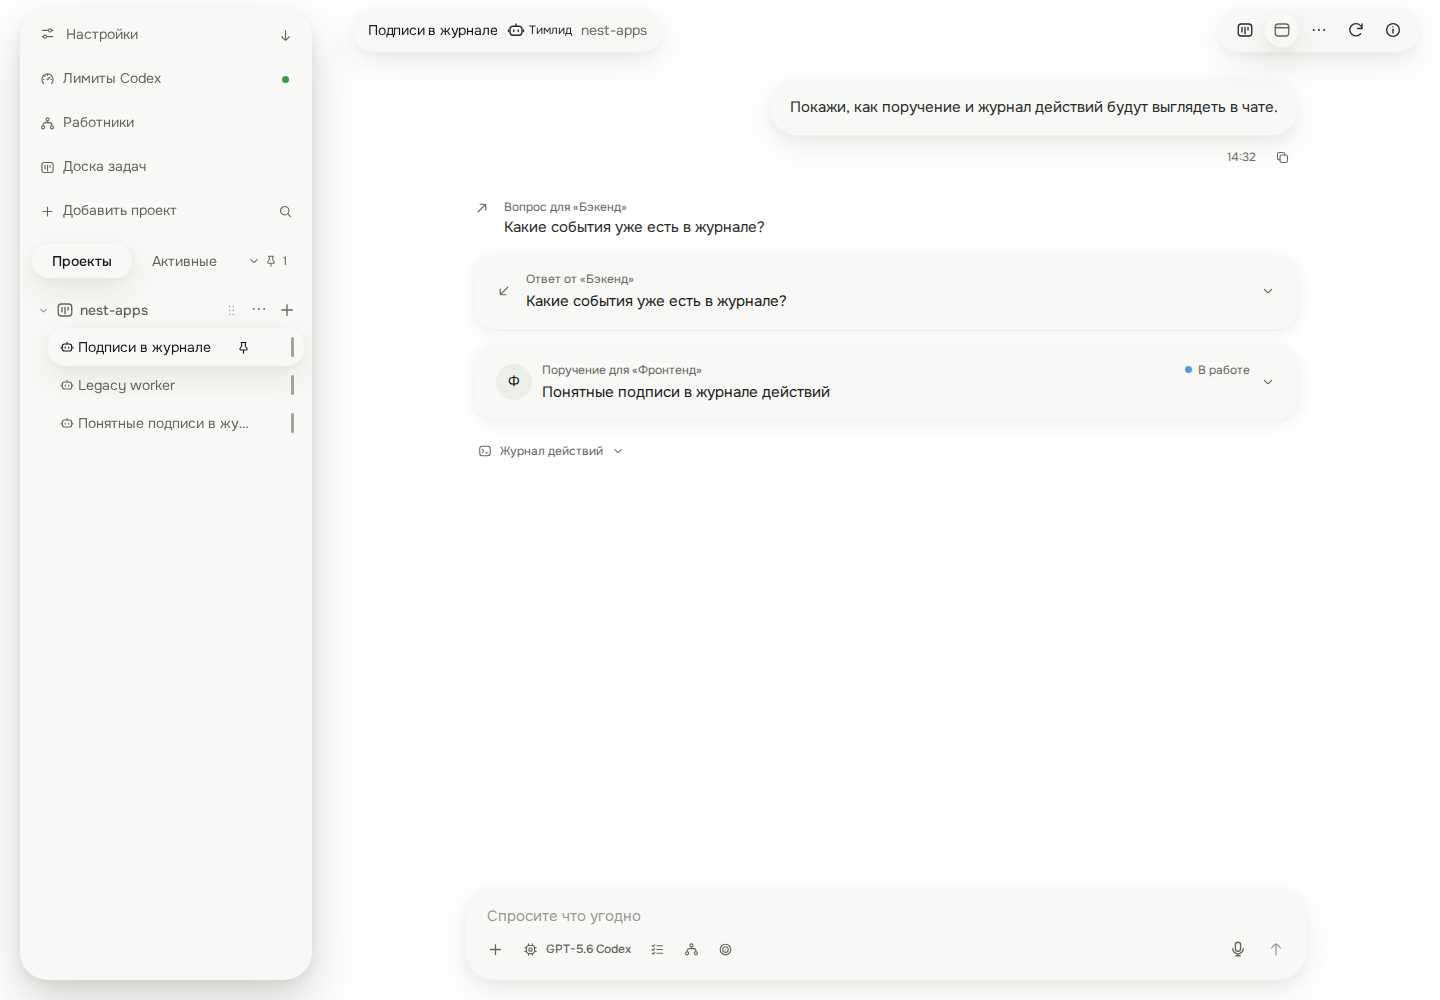 Настройки
Лимиты Codex
Работники
Доска задач
Добавить проект
Проекты
Активные
1
nest-apps
Подписи в журнале
Legacy worker
Понятные подписи в жу...
Подписи в журнале Тимлид nest-apps
Покажи, как поручение и журнал действий будут выглядеть в чате.
14:32
Вопрос для «Бэкенд»
Какие события уже есть в журнале?
Ответ от «Бэкенд»
Какие события уже есть в журнале?
Ф
Поручение для «Фронтенд»
В работе
Понятные подписи в журнале действий
Журнал действий
Спросите что угодно
GPT-5.6 Codex